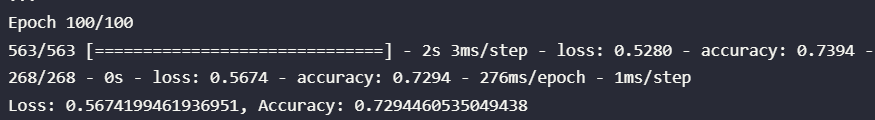 Epoch 100/100
563/563 [==============================] - 2s 3ms/step - loss: 0.5280 - accuracy: 0.7394 -
268/268 - 0s - loss: 0.5674 - accuracy: 0.7294 - 276ms/epoch - 1ms/step
Loss: 0.5674199461936951, Accuracy: 0.7294460535049438